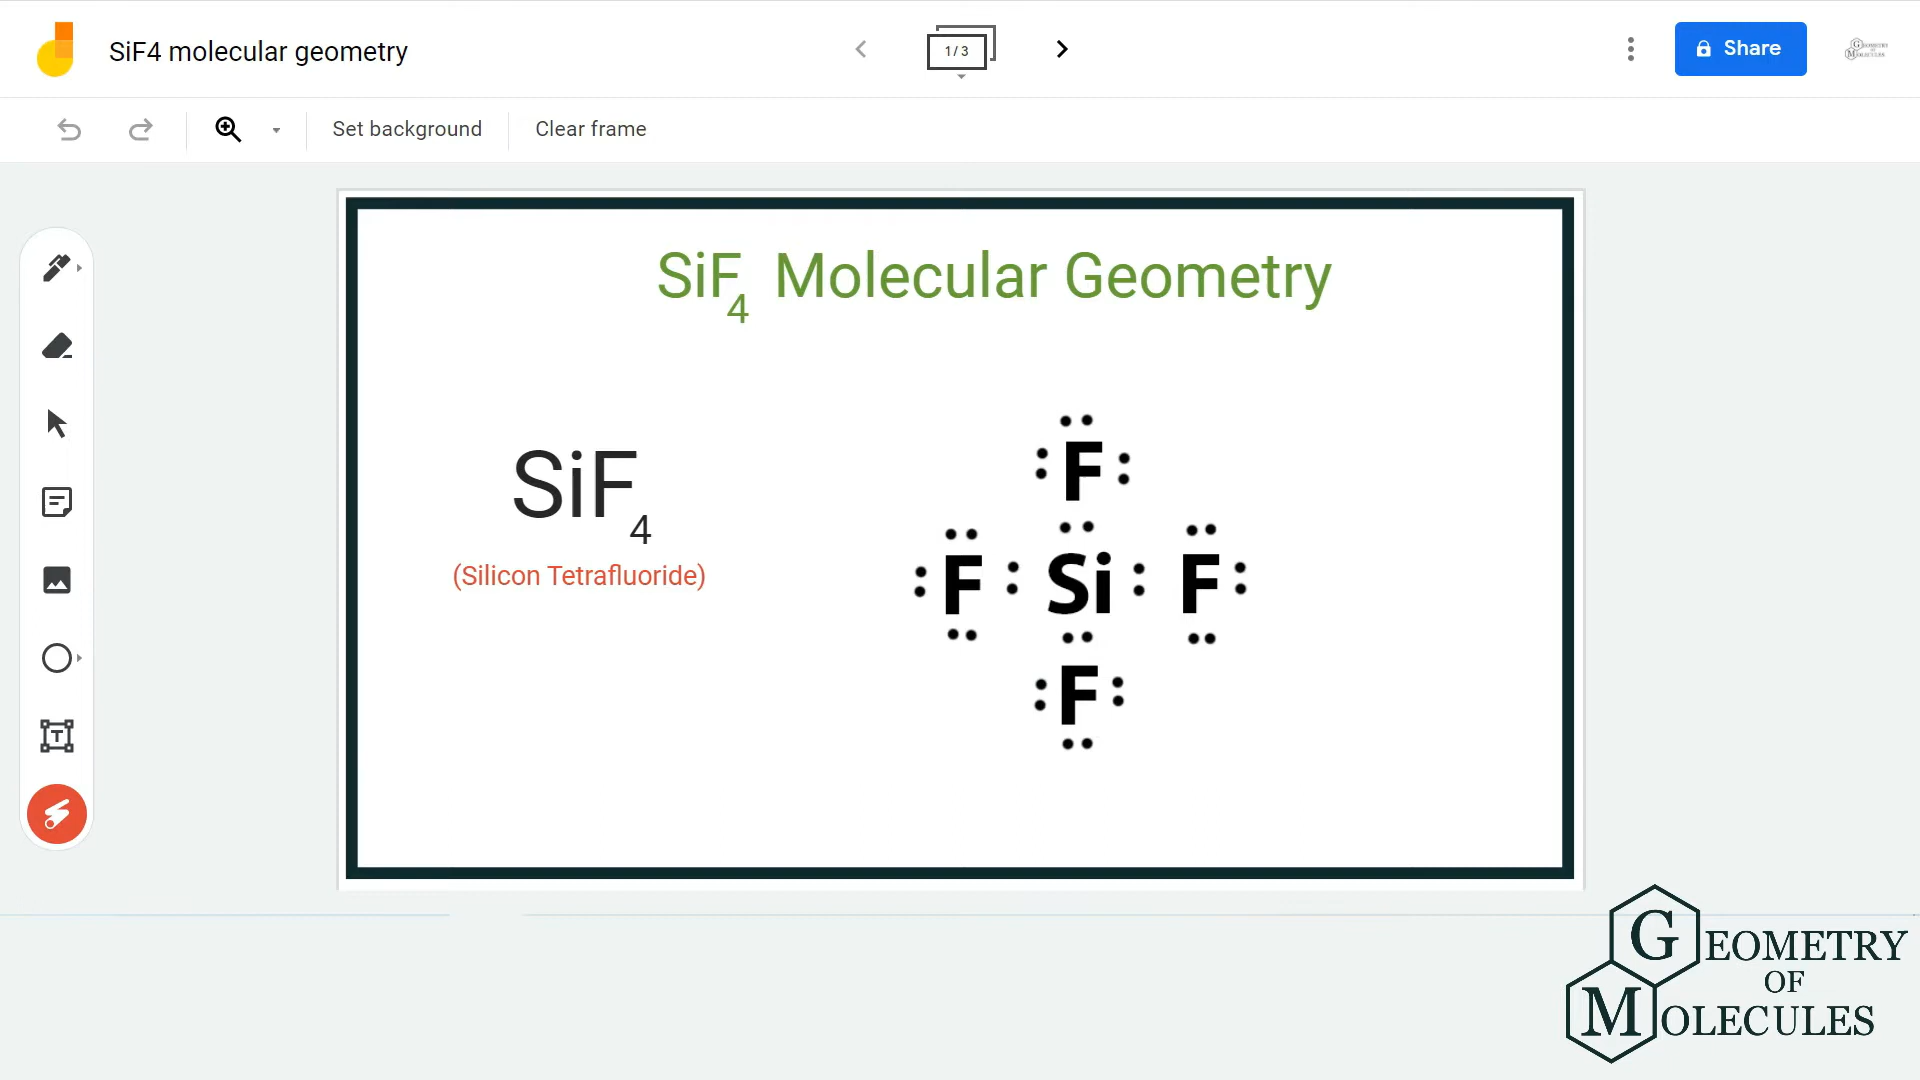 SiF4 molecular geometry
1 / 3
Share
Set background
Clear frame
SiF4 Molecular Geometry
SiF4
(Silicon Tetrafluoride)
F
F Si F
F
T
GEOMETRY
OF
MOLECULES